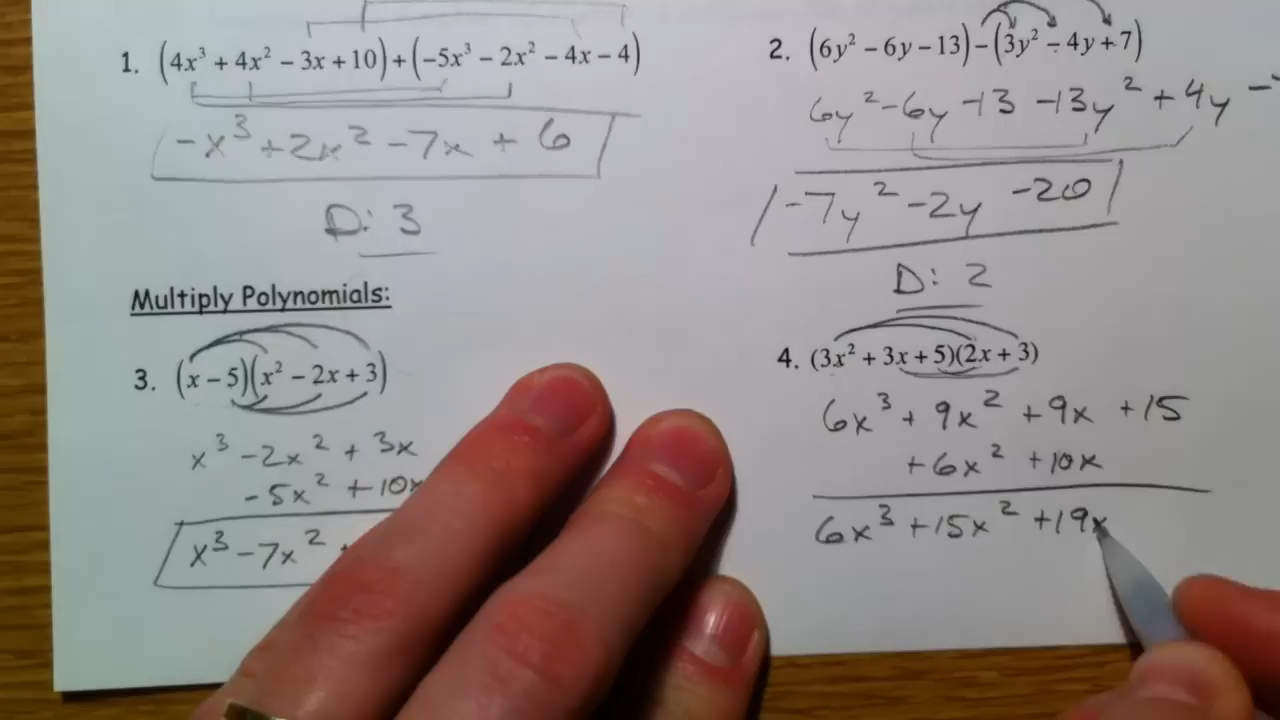 1. (4x³ + 4x² − 3x + 10) + (−5x³ − 2x² − 4x − 4)
-x³ + 2x² - 7x + 6
D: 3
2. (6y² − 6y − 13) − (3y² − 4y + 7)
6y² - 6y - 13 - 13y² + 4y -
-7y² - 2y - 20
D: 2
Multiply Polynomials:
3. (x − 5)(x² − 2x + 3)
x³ - 2x² + 3x
- 5x² + 10x
x³ - 7x²
4. (3x² + 3x + 5)(2x + 3)
6x³ + 9x² + 9x + 15
+ 6x² + 10x
6x³ + 15x² + 19x